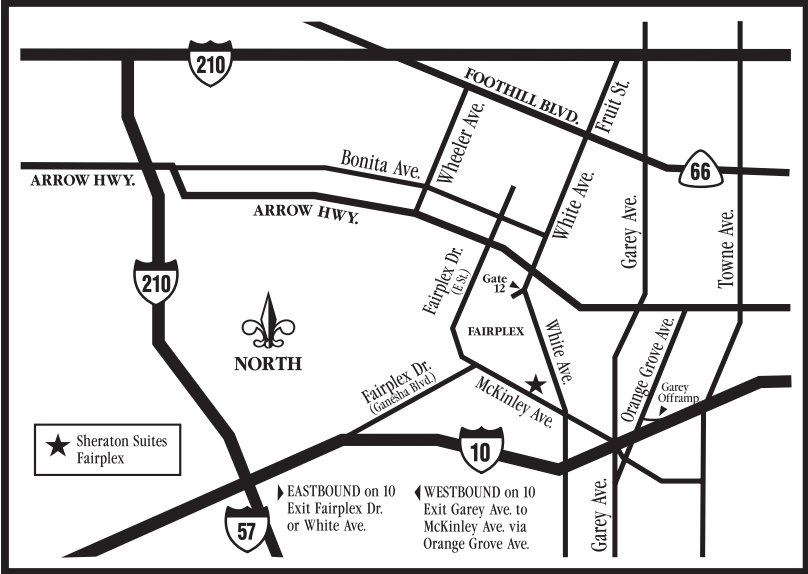 210
FOOTHILL BLVD.
Fruit St.
Wheeler Ave.
Bonita Ave.
ARROW HWY.
ARROW HWY.
66
White Ave.
Garey Ave.
Towne Ave.
210
Fairplex Dr.
(E St.)
Gate
12
FAIRPLEX
White Ave.
NORTH
Orange Grove Ave.
Fairplex Dr.
(Ganesha Blvd.)
McKinley Ave.
Garey
Offramp
Sheraton Suites
Fairplex
10
EASTBOUND on 10
Exit Fairplex Dr.
or White Ave.
WESTBOUND on 10
Exit Garey Ave. to
McKinley Ave. via
Orange Grove Ave.
Garey Ave.
57